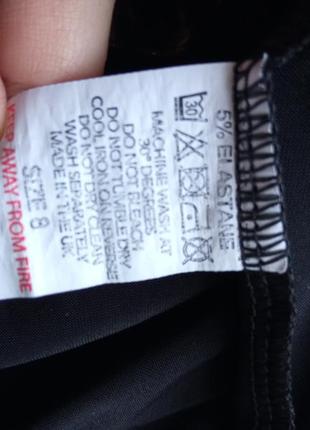 5% ELASTANE
30
MACHINE WASH AT
30° DEGREES
DO NOT BLEACH
DO NOT TUMBLE DRY
COOL IRON ON REVERSE
DO NOT DRY CLEAN
WASH SEPARATELY
MADE IN THE UK
SIZE 8
AWAY FROM FIRE